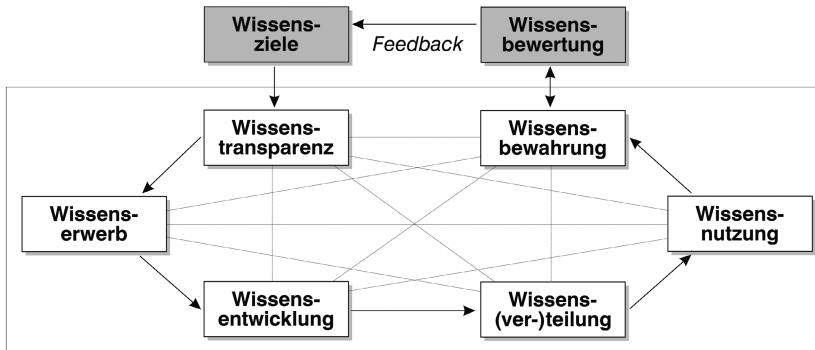 Wissens-
ziele
Feedback
Wissens-
bewertung
Wissens-
transparenz
Wissens-
bewahrung
Wissens-
erwerb
Wissens-
nutzung
Wissens-
entwicklung
Wissens-
(ver-)teilung